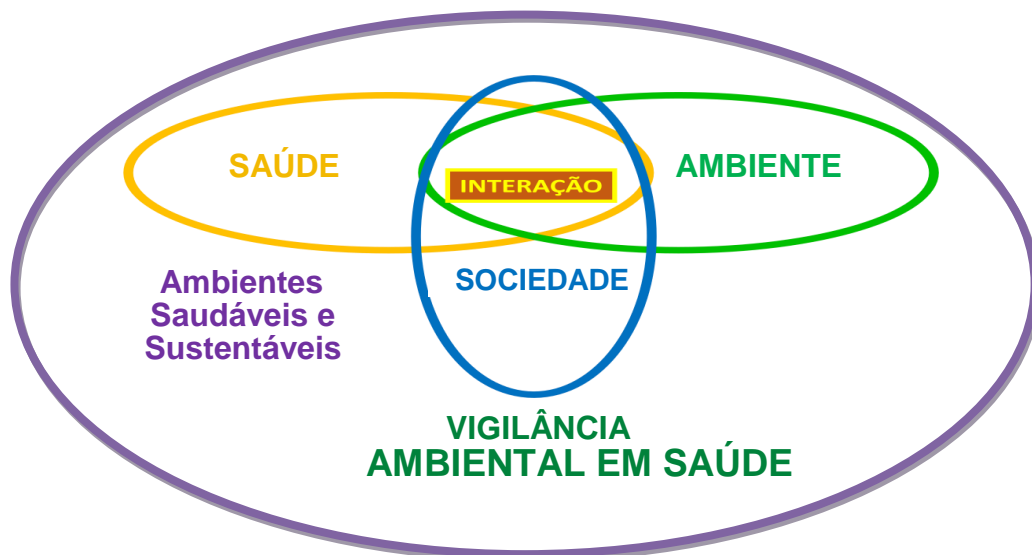 SAÚDE
AMBIENTE
INTERAÇÃO
SOCIEDADE
Ambientes
Saudáveis e
Sustentáveis
VIGILÂNCIA
AMBIENTAL EM SAÚDE